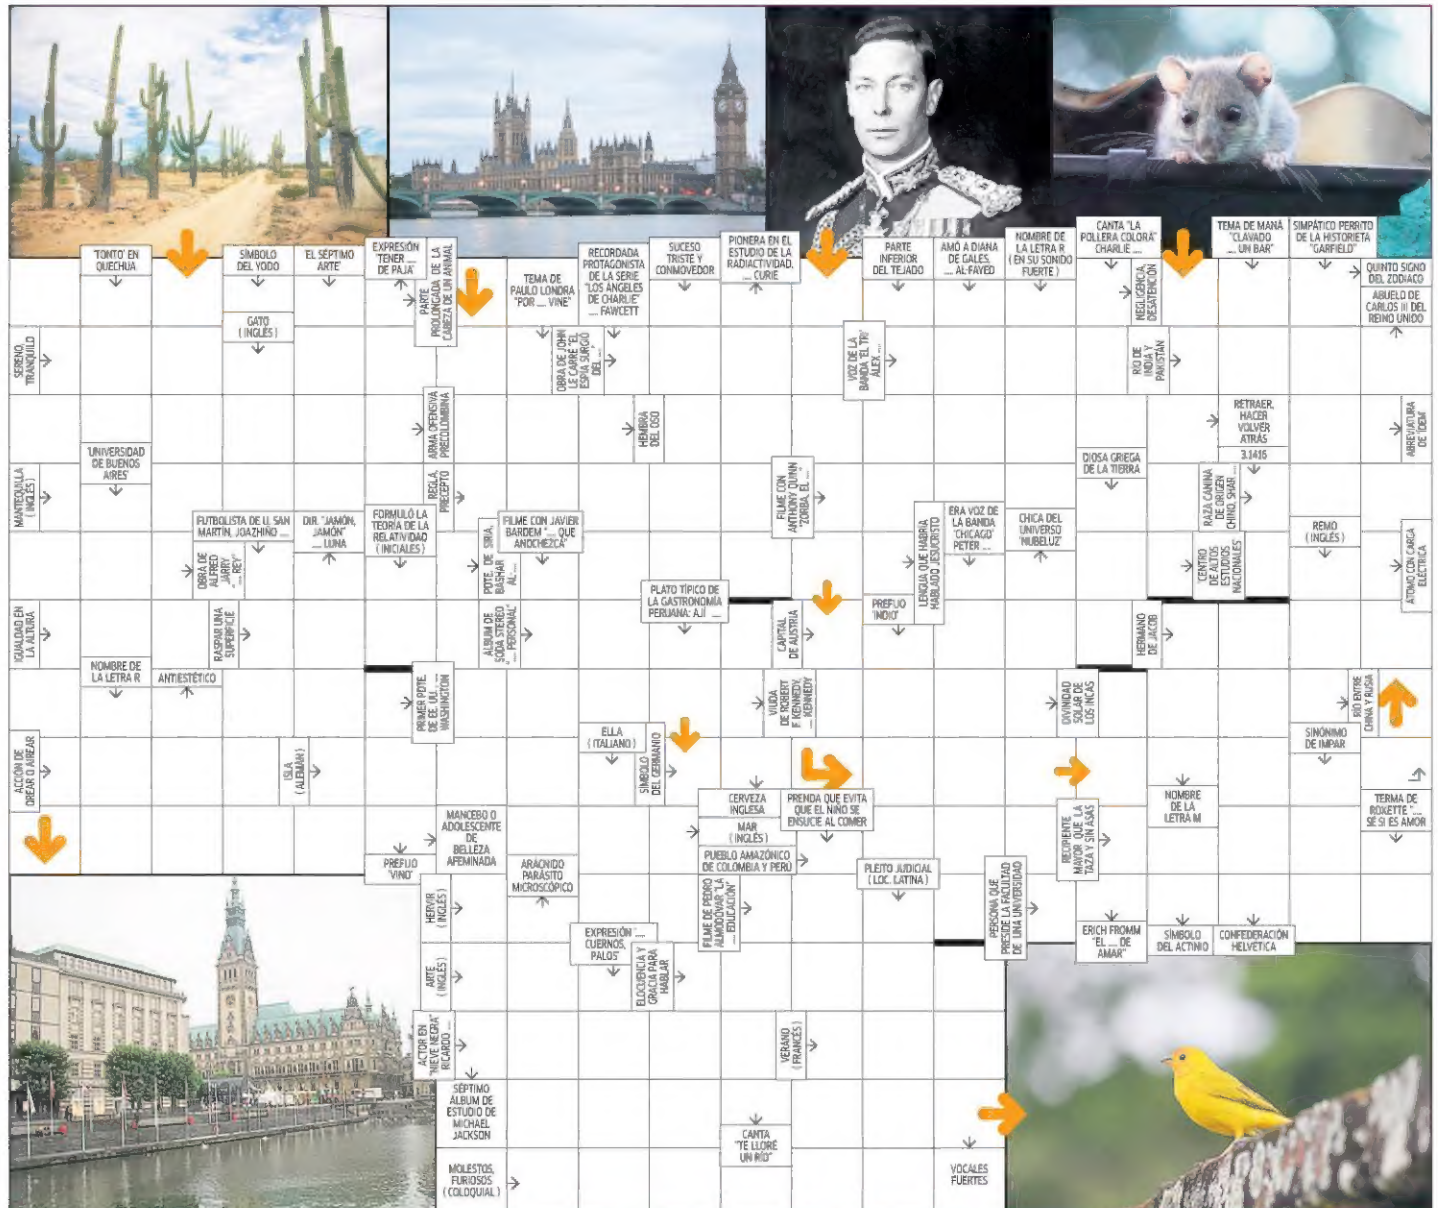 'TONTO' EN
QUECHUA
SÍMBOLO
DEL YODO
'EL SÉPTIMO
ARTE'
EXPRESIÓN
TENER ....
DE PAJA'
PARTE
PROLONGADA DE LA
CABEZA DE UN ANIMAL
TEMA DE
PAULO LONDRA
"POR .... VINE"
RECORDADA
PROTAGONISTA
DE LA SERIE
"LOS ÁNGELES
DE CHARLIE"
.... FAWCETT
SUCESO
TRISTE Y
CONMOVEDOR
PIONERA EN EL
ESTUDIO DE LA
RADIACTIVIDAD,
.... CURIE
PARTE
INFERIOR
DEL TEJADO
AMÓ A DIANA
DE GALES,
.... AL-FAYED
NOMBRE DE
LA LETRA R
( EN SU SONIDO
FUERTE )
CANTA "LA
POLLERA COLORÁ"
CHARLIE ....
NEGLIGENCIA,
DESATENCIÓN
TEMA DE MANÁ
"CLAVADO
.... UN BAR"
SIMPÁTICO PERRITO
DE LA HISTORIETA
"GARFIELD"
QUINTO SIGNO
DEL ZODIACO
ABUELO DE
CARLOS III DEL
REINO UNIDO
SERENO,
TRANQUILO
GATO
( INGLÉS )
OBRA DE JOHN
LE CARRÉ "EL
ESPÍA SURGIÓ
DEL ...."
VOZ DE LA
BANDA 'EL TRI'
ÁLEX ....
RÍO DE
INDIA Y
PAKISTÁN
'UNIVERSIDAD
DE BUENOS
AIRES'
ARMA OFENSIVA
PRECOLOMBINA
HEMBRA
DEL OSO
RETRAER,
HACER
VOLVER
ATRÁS
3.1416
ABREVIATURA
DE 'ÍDEM'
MANTEQUILLA
( INGLÉS )
REGLA,
PRECEPTO
FILME CON
ANTHONY QUINN
"ZORBA, EL ...."
DIOSA GRIEGA
DE LA TIERRA
RAZA CANINA
DE ORIGEN
CHINO, SHAR ....
FUTBOLISTA DE U. SAN
MARTÍN, JOAZHIÑO ....
DIR. "JAMÓN,
JAMÓN"
.... LUNA
FORMULÓ LA
TEORÍA DE LA
RELATIVIDAD
( INICIALES )
FILME CON JAVIER
BARDEM ".... QUE
ANOCHEZCA"
LENGUA QUE HABRÍA
HABLADO JESUCRISTO
ERA VOZ DE
LA BANDA
'CHICAGO'
PETER ....
CHICA DEL
UNIVERSO
'NUBELUZ'
REMO
( INGLÉS )
OBRA DE
ALFRED
JARRY
".... REY"
PDTE. DE SIRIA,
BASHAR
AL-....
'CENTRO
DE ALTOS
ESTUDIOS
NACIONALES'
ÁTOMO CON CARGA
ELÉCTRICA
PLATO TÍPICO DE
LA GASTRONOMÍA
PERUANA: AJÍ ....
PREFIJO
'INDIO'
IGUALDAD EN
LA ALTURA
RASPAR UNA
SUPERFICIE
ÁLBUM DE
SODA STEREO
".... PERSONAL"
CAPITAL
DE AUSTRIA
HERMANO
DE JACOB
NOMBRE DE
LA LETRA R
ANTIESTÉTICO
PRIMER PDTE.
DE EE. UU. ....
WASHINGTON
VIUDA
DE ROBERT
F. KENNEDY,
.... KENNEDY
DIVINIDAD
SOLAR DE
LOS INCAS
RÍO ENTRE
CHINA Y RUSIA
ACCIÓN DE
OREAR O AIREAR
ISLA
( ALEMÁN )
ELLA
( ITALIANO )
SÍMBOLO
DEL GERMANIO
SINÓNIMO
DE IMPAR
CERVEZA
INGLESA
MAR
( INGLÉS )
PUEBLO AMAZÓNICO
DE COLOMBIA Y PERÚ
PRENDA QUE EVITA
QUE EL NIÑO SE
ENSUCIE AL COMER
NOMBRE
DE LA
LETRA M
TERMA DE
ROXETTE "....
SÉ SI ES AMOR
PREFIJO
'VINO'
MANCEBO O
ADOLESCENTE
DE
BELLEZA
AFEMINADA
ARÁCNIDO
PARÁSITO
MICROSCÓPICO
PLEITO JUDICIAL
( LOC. LATINA )
RECIPIENTE
MAYOR QUE LA
TAZA Y SIN ASAS
HERVIR
( INGLÉS )
FILME DE PEDRO
ALMODÓVAR "LA
.... EDUCACIÓN"
PERSONA QUE
PRESIDE LA FACULTAD
DE UNA UNIVERSIDAD
ERICH FROMM
"EL .... DE
AMAR"
SÍMBOLO
DEL ACTINIO
CONFEDERACIÓN
HELVÉTICA
EXPRESIÓN '....
CUERNOS,
PALOS'
ARTE
( INGLÉS )
ELOCUENCIA Y
GRACIA PARA
HABLAR
ACTOR EN
"NIEVE NEGRA"
RICARDO ....
VERANO
( FRANCÉS )
SÉPTIMO
ÁLBUM DE
ESTUDIO DE
MICHAEL
JACKSON
CANTA
"TE LLORÉ
UN RÍO"
MOLESTOS,
FURIOSOS
( COLOQUIAL )
VOCALES
FUERTES